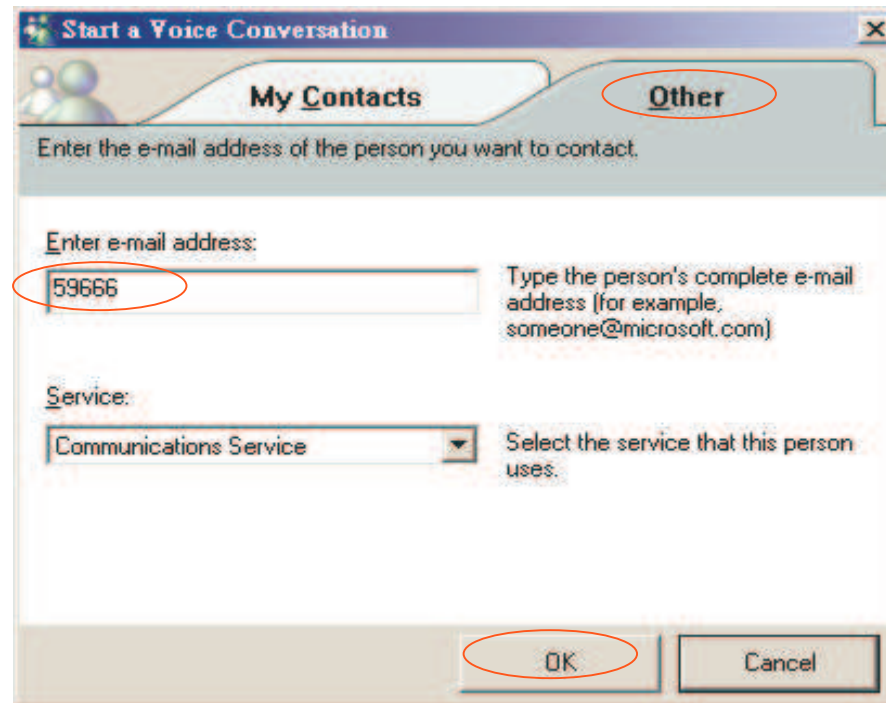 Start a Voice Conversation
My Contacts
Other
Enter the e-mail address of the person you want to contact.
Enter e-mail address:
59666
Type the person's complete e-mail
address (for example,
someone@microsoft.com)
Service:
Communications Service
Select the service that this person
uses.
OK
Cancel